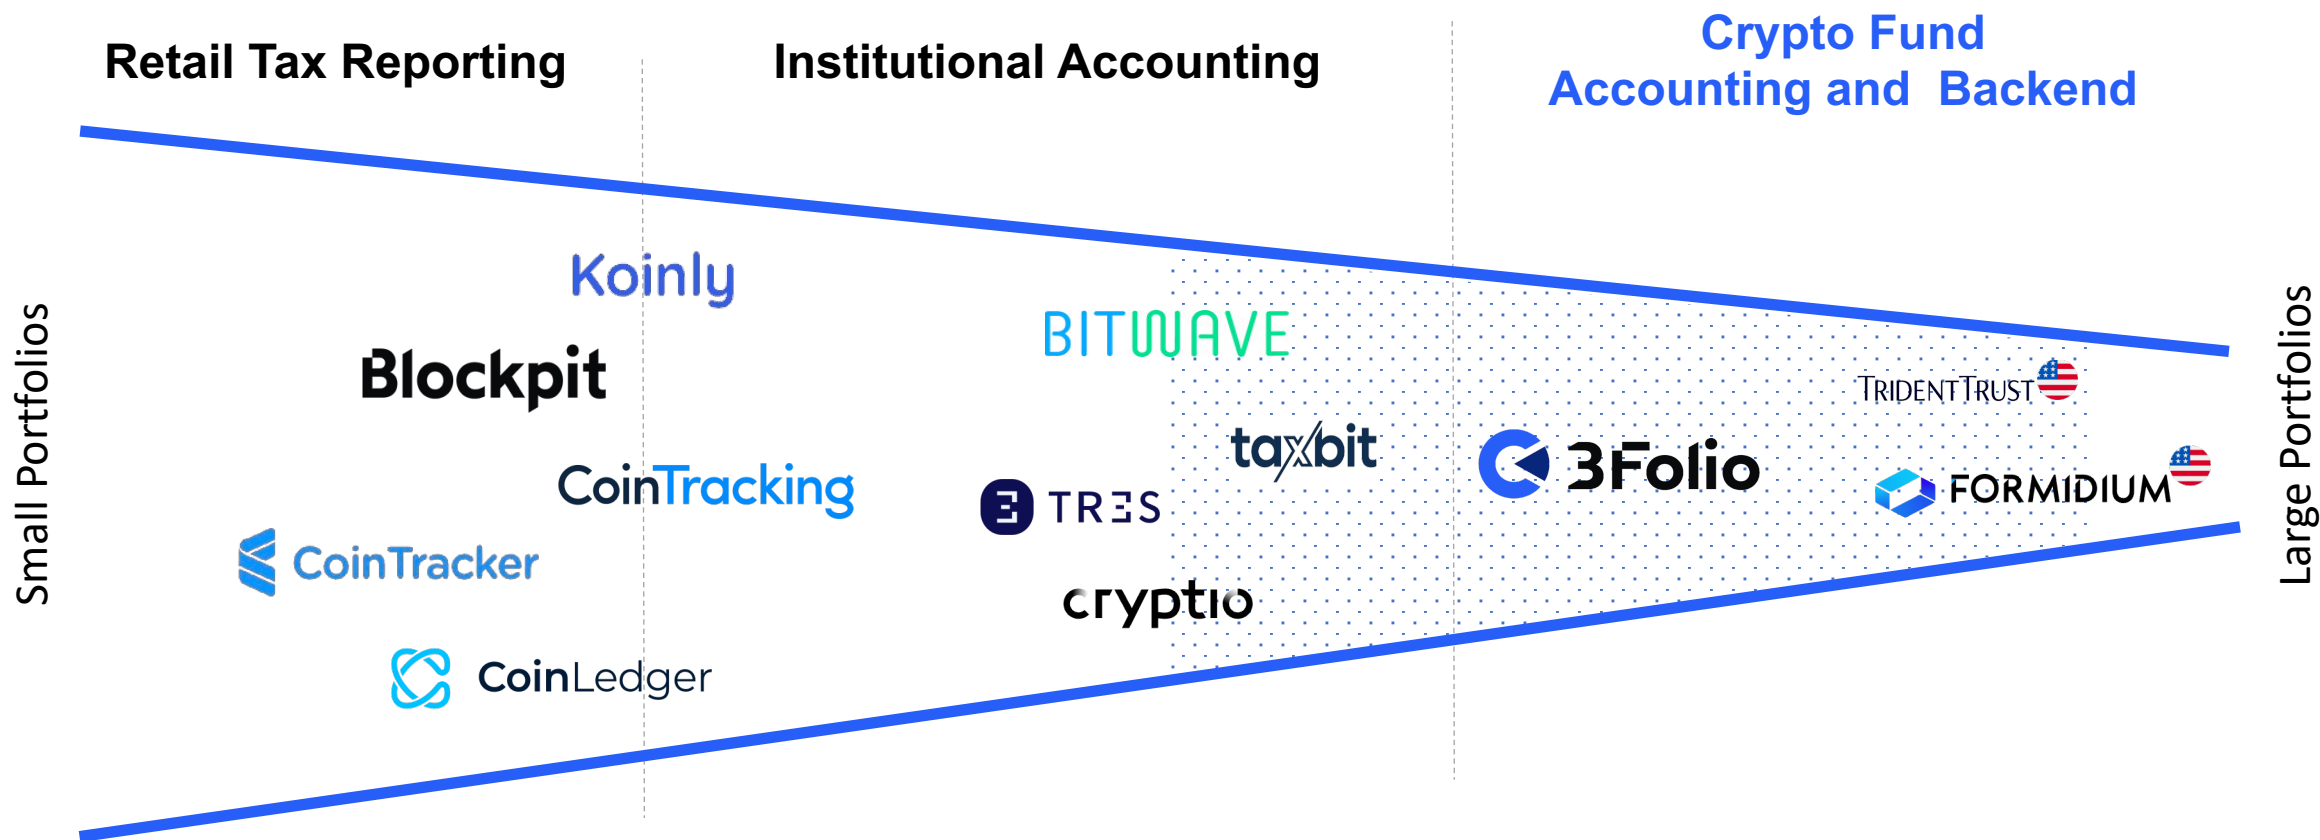 Retail Tax Reporting
Institutional Accounting
Crypto Fund
Accounting and Backend
Small Portfolios
Koinly
Blockpit
CoinTracking
CoinTracker
CoinLedger
BITWAVE
taxbit
TRES
cryptio
3Folio
TRIDENTTRUST
FORMIDIUM
Large Portfolios